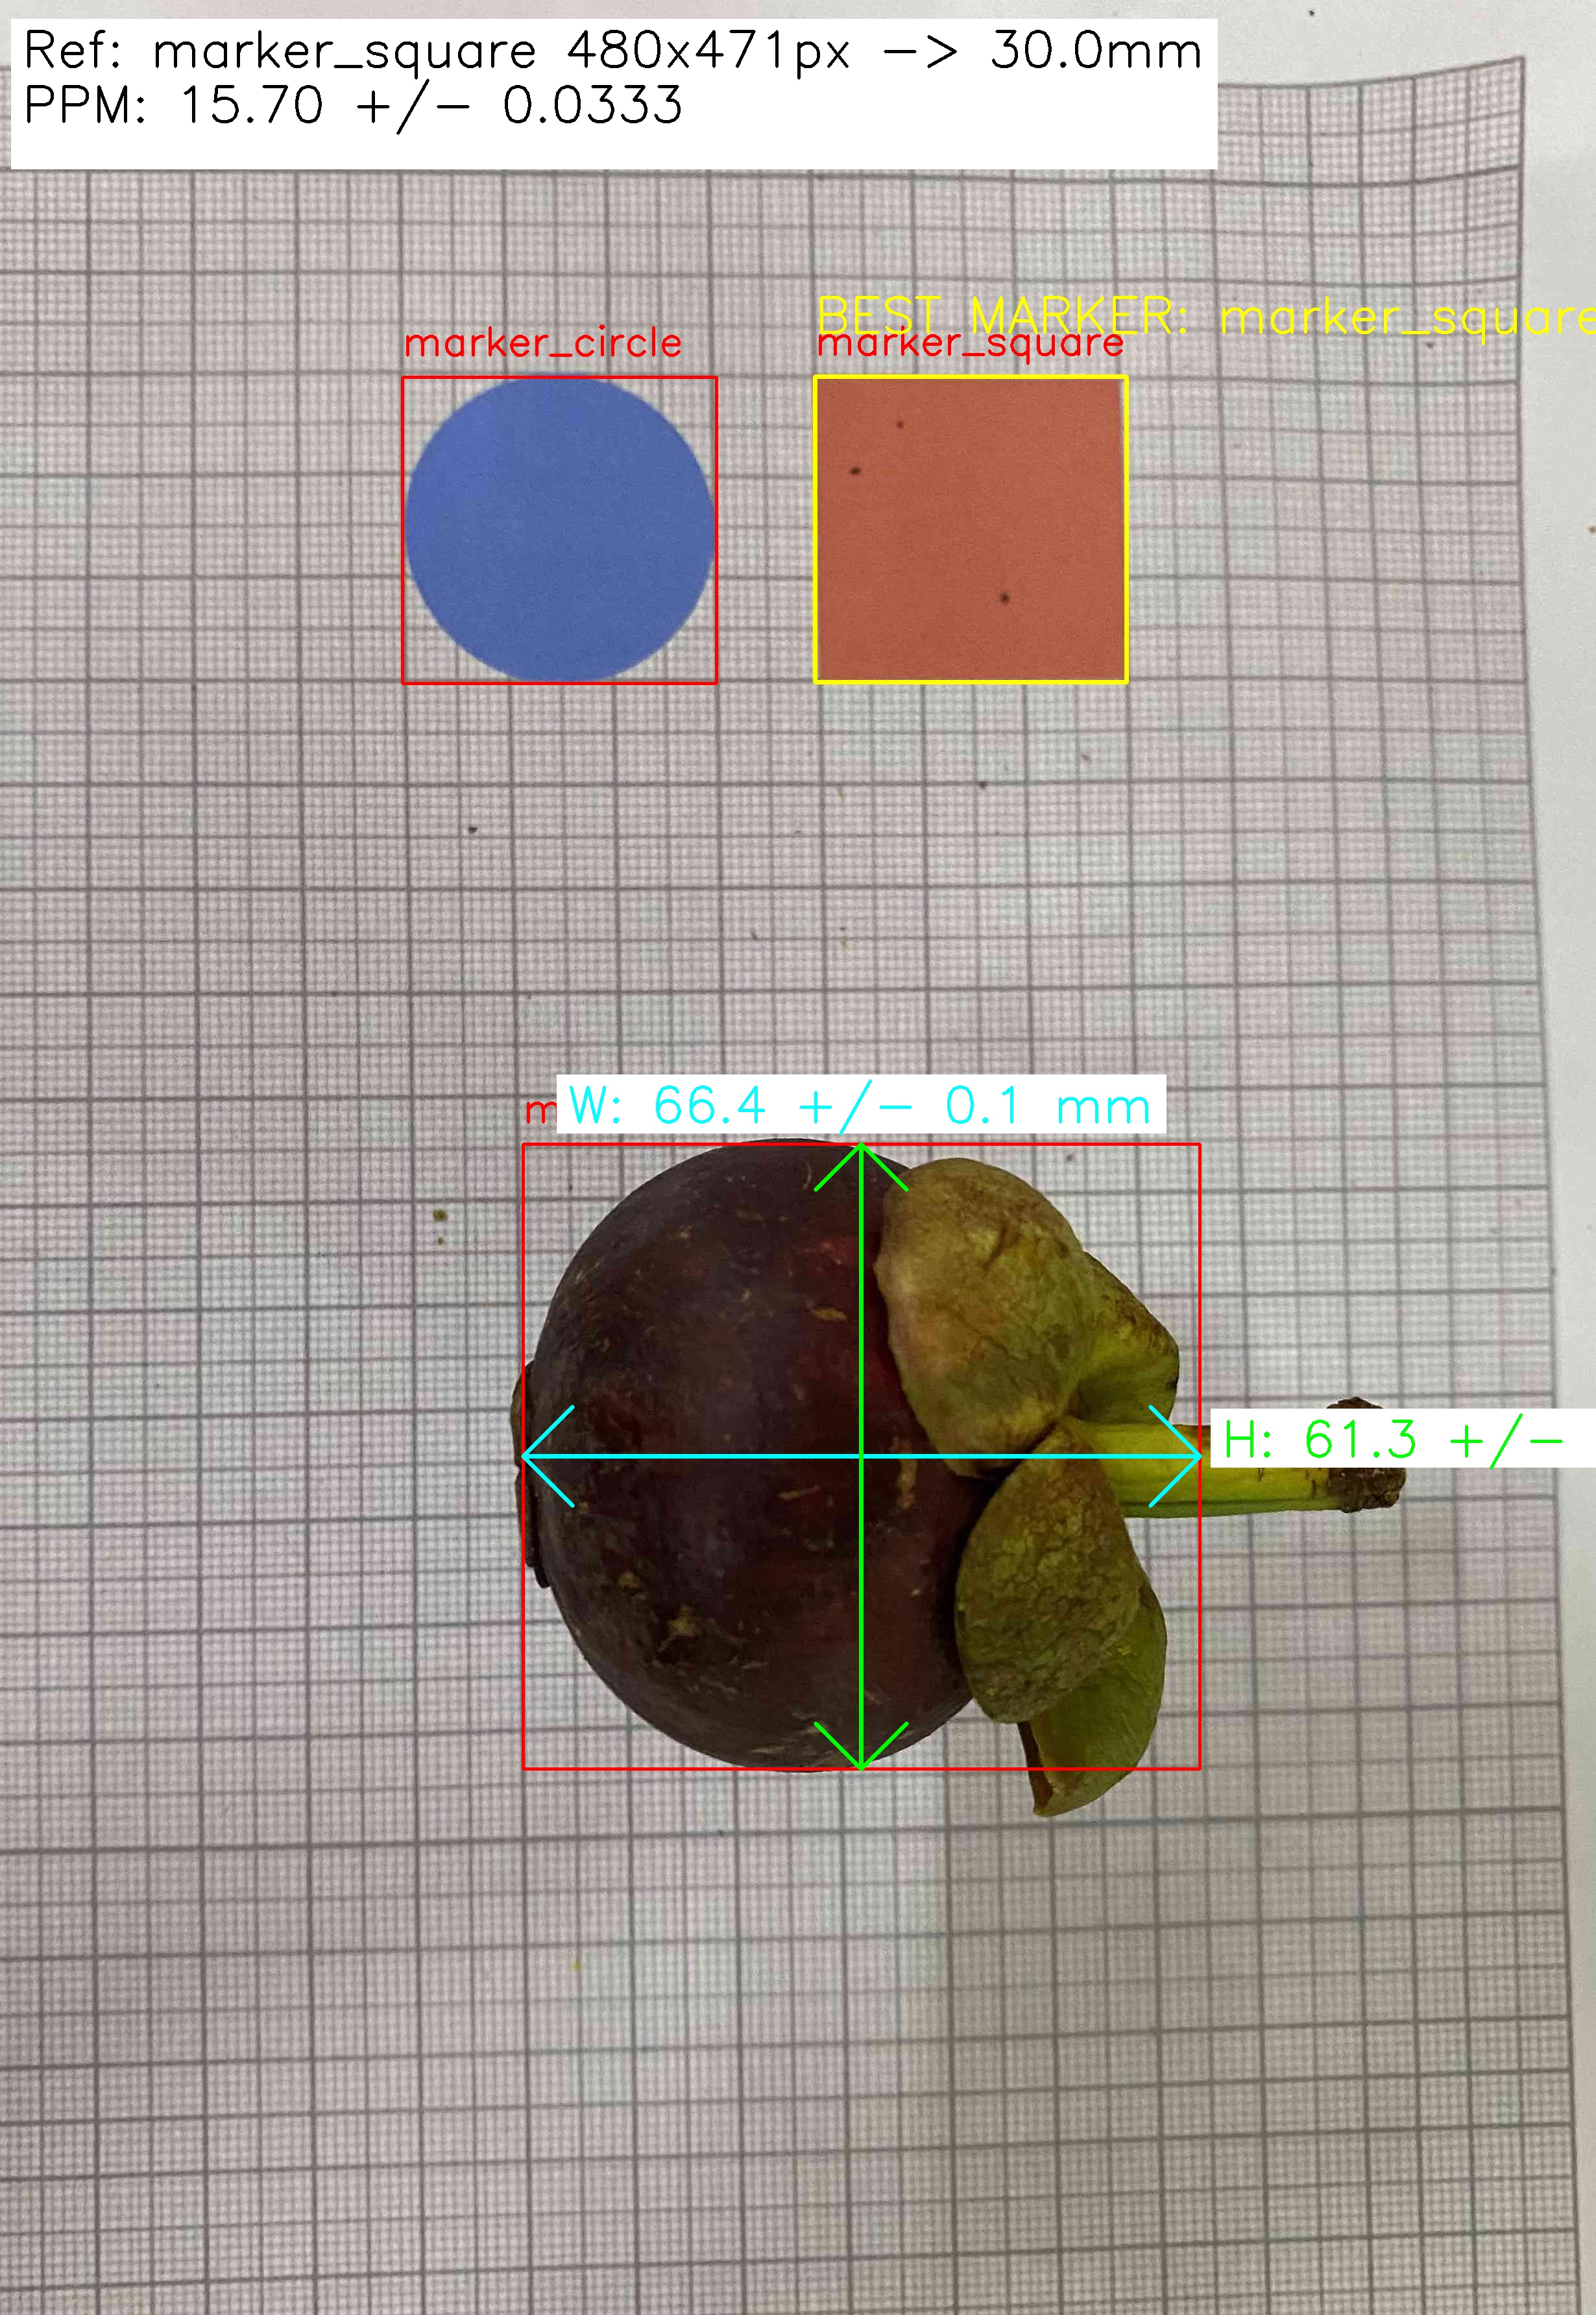 Ref: marker_square 480x471px -> 30.0mm
PPM: 15.70 +/- 0.0333
BEST MARKER: marker_square
marker_circle
marker_square
m
W: 66.4 +/- 0.1 mm
H: 61.3 +/-